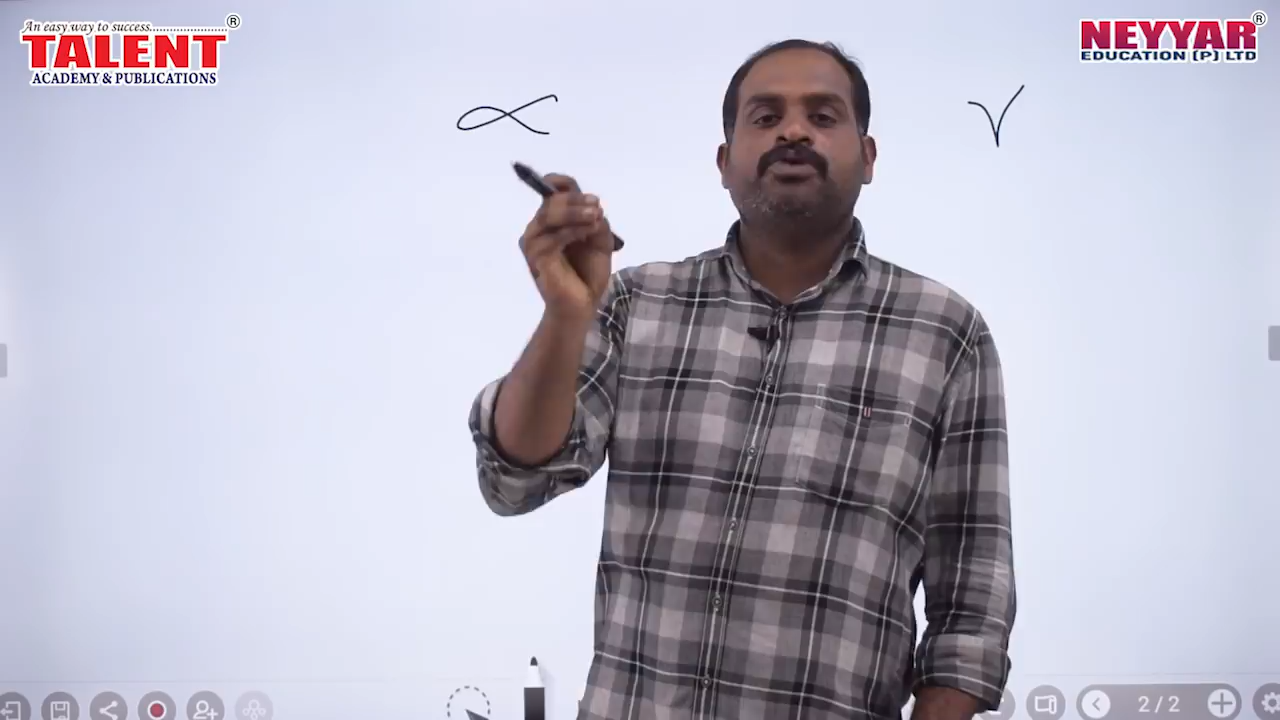 An easy way to success........................®
TALENT
ACADEMY & PUBLICATIONS
NEYYAR®
EDUCATION (P) LTD
∝
γ
2 / 2